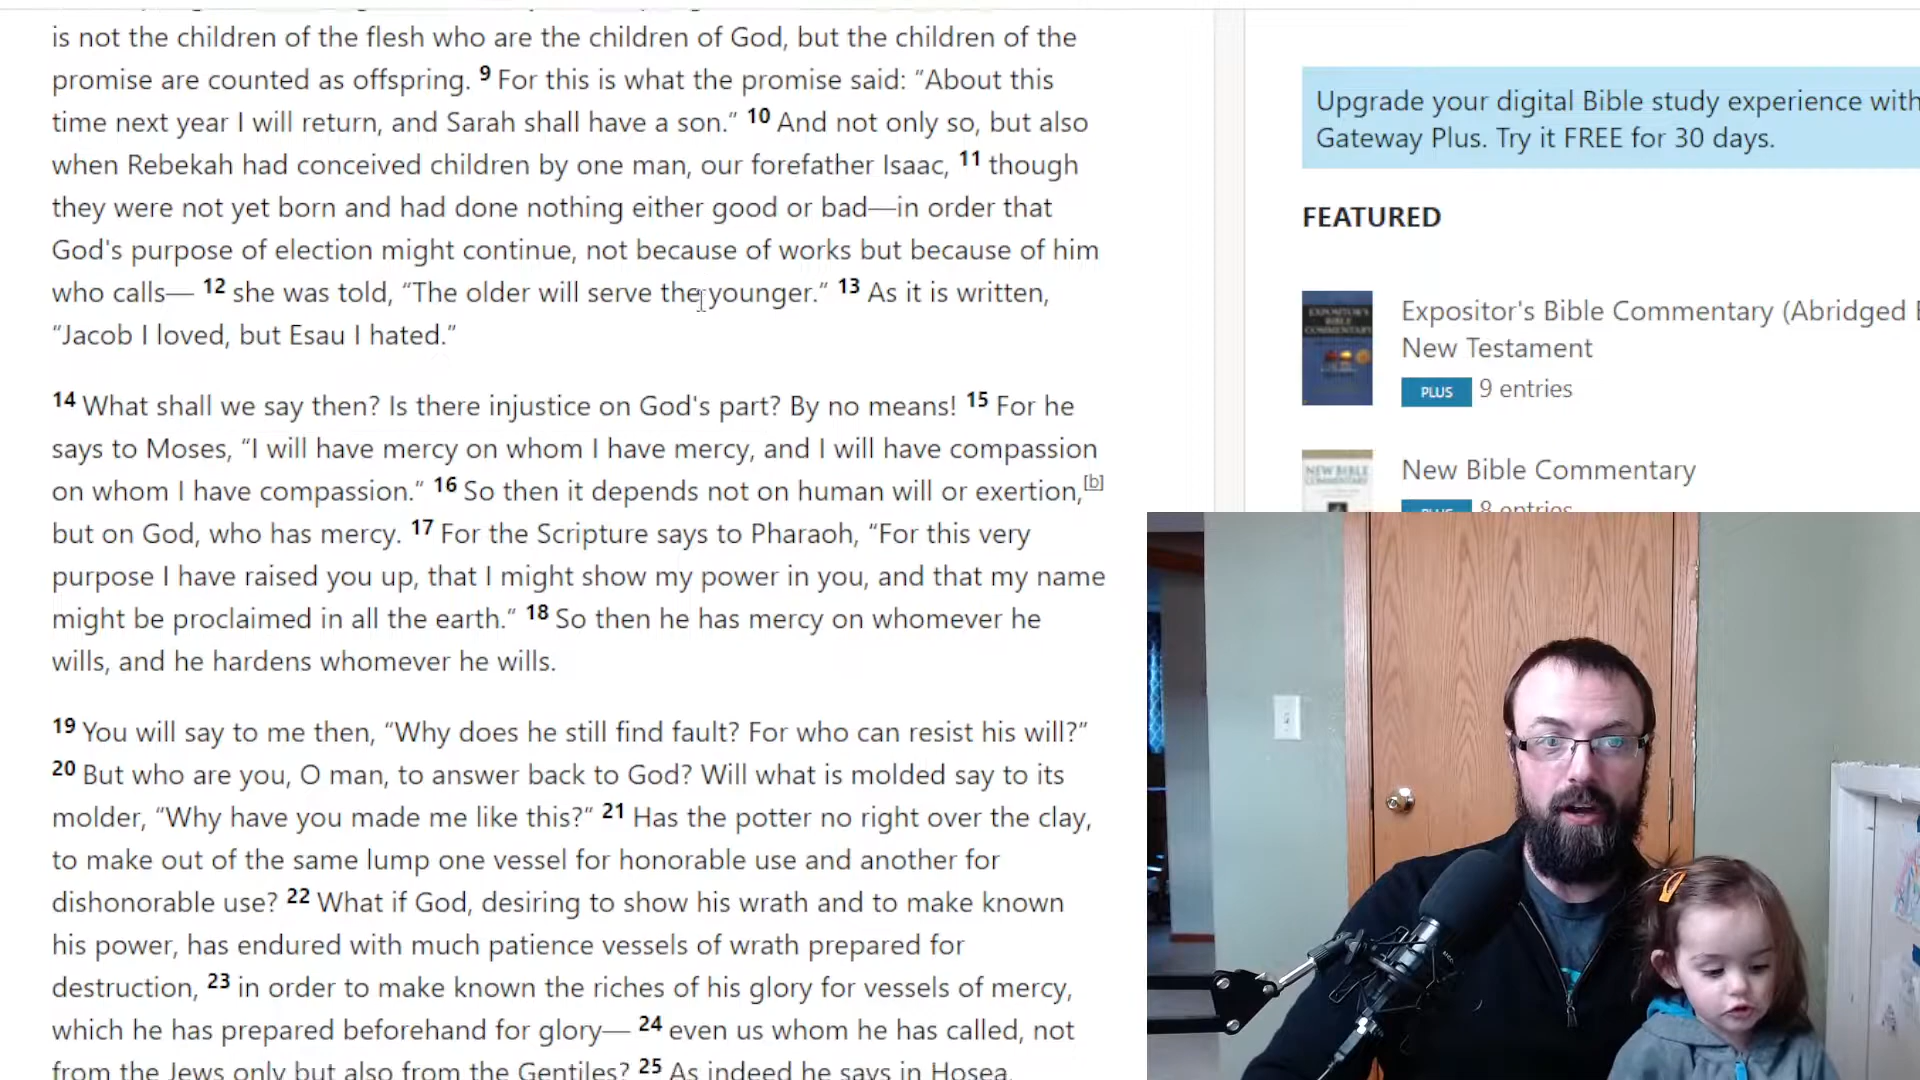 is not the children of the flesh who are the children of God, but the children of the
promise are counted as offspring. 9 For this is what the promise said: “About this
time next year I will return, and Sarah shall have a son.” 10 And not only so, but also
when Rebekah had conceived children by one man, our forefather Isaac, 11 though
they were not yet born and had done nothing either good or bad—in order that
God's purpose of election might continue, not because of works but because of him
who calls— 12 she was told, “The older will serve the younger.” 13 As it is written,
“Jacob I loved, but Esau I hated.”
14 What shall we say then? Is there injustice on God's part? By no means! 15 For he
says to Moses, “I will have mercy on whom I have mercy, and I will have compassion
on whom I have compassion.” 16 So then it depends not on human will or exertion,[b]
but on God, who has mercy. 17 For the Scripture says to Pharaoh, “For this very
purpose I have raised you up, that I might show my power in you, and that my name
might be proclaimed in all the earth.” 18 So then he has mercy on whomever he
wills, and he hardens whomever he wills.
19 You will say to me then, “Why does he still find fault? For who can resist his will?”
20 But who are you, O man, to answer back to God? Will what is molded say to its
molder, “Why have you made me like this?” 21 Has the potter no right over the clay,
to make out of the same lump one vessel for honorable use and another for
dishonorable use? 22 What if God, desiring to show his wrath and to make known
his power, has endured with much patience vessels of wrath prepared for
destruction, 23 in order to make known the riches of his glory for vessels of mercy,
which he has prepared beforehand for glory— 24 even us whom he has called, not
from the Jews only but also from the Gentiles? 25 As indeed he says in Hosea,
Upgrade your digital Bible study experience with
Gateway Plus. Try it FREE for 30 days.
FEATURED
EXPOSITOR'S
BIBLE
COMMENTARY
Expositor's Bible Commentary (Abridged
New Testament
PLUS 9 entries
NEW BIBLE
COMMENTARY
New Bible Commentary
PLUS 8 entries